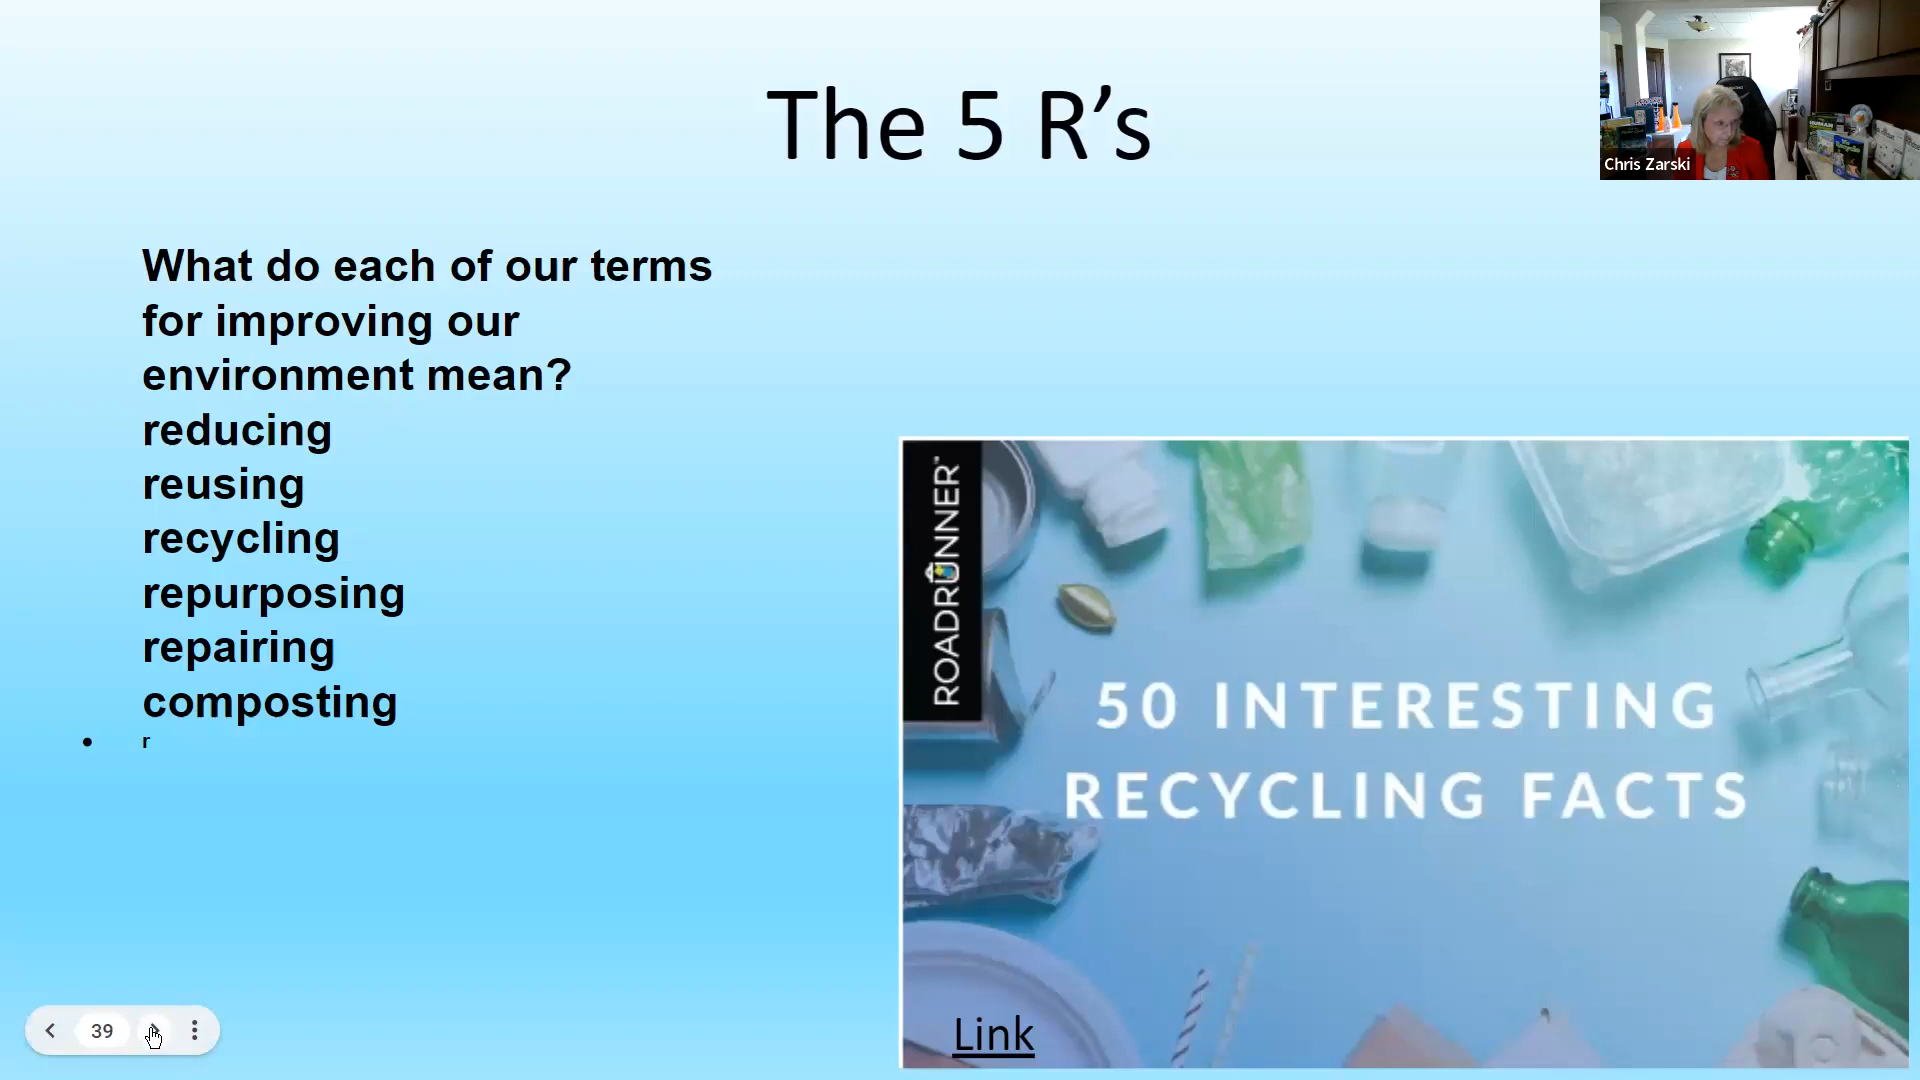 The 5 R’s
Chris Zarski
What do each of our terms
for improving our
environment mean?
reducing
reusing
recycling
repurposing
repairing
composting
• r
ROADRUNNER™
50 INTERESTING
RECYCLING FACTS
Link
39